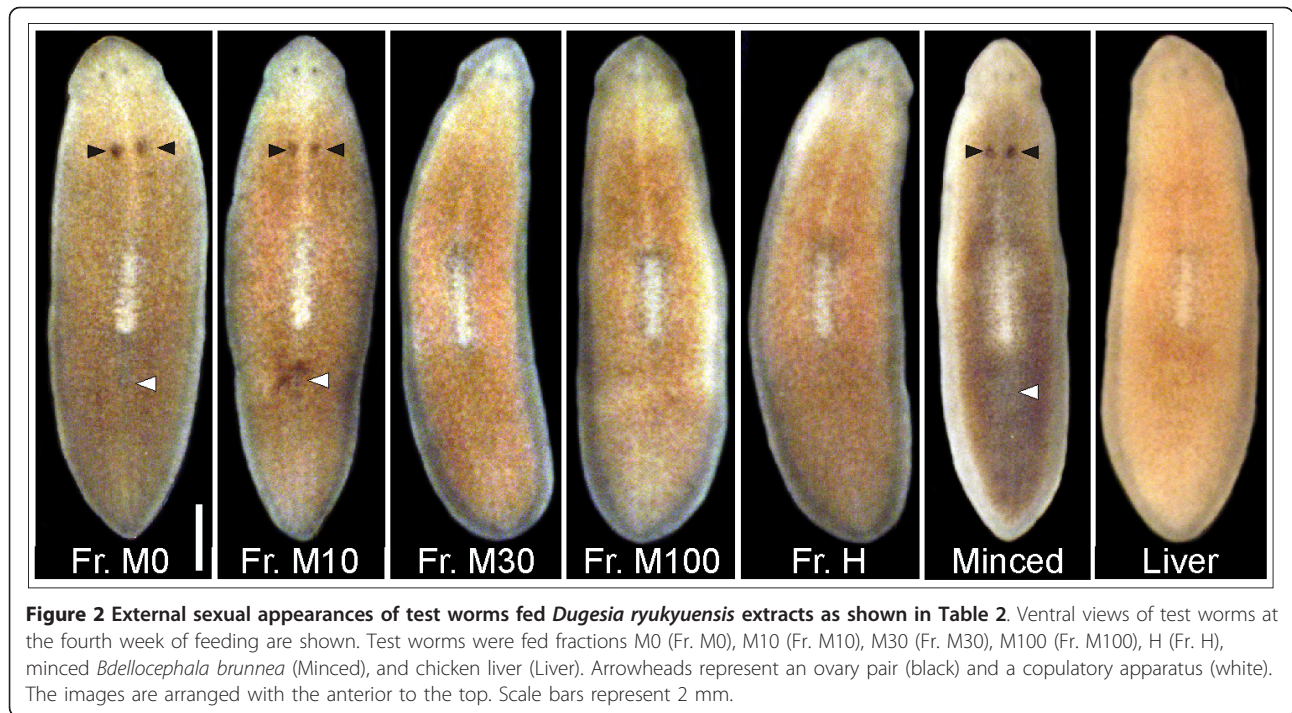 Fr. M0 Fr. M10 Fr. M30 Fr. M100 Fr. H Minced Liver
Figure 2 External sexual appearances of test worms fed Dugesia ryukyuensis extracts as shown in Table 2. Ventral views of test worms at
the fourth week of feeding are shown. Test worms were fed fractions M0 (Fr. M0), M10 (Fr. M10), M30 (Fr. M30), M100 (Fr. M100), H (Fr. H),
minced Bdellocephala brunnea (Minced), and chicken liver (Liver). Arrowheads represent an ovary pair (black) and a copulatory apparatus (white).
The images are arranged with the anterior to the top. Scale bars represent 2 mm.